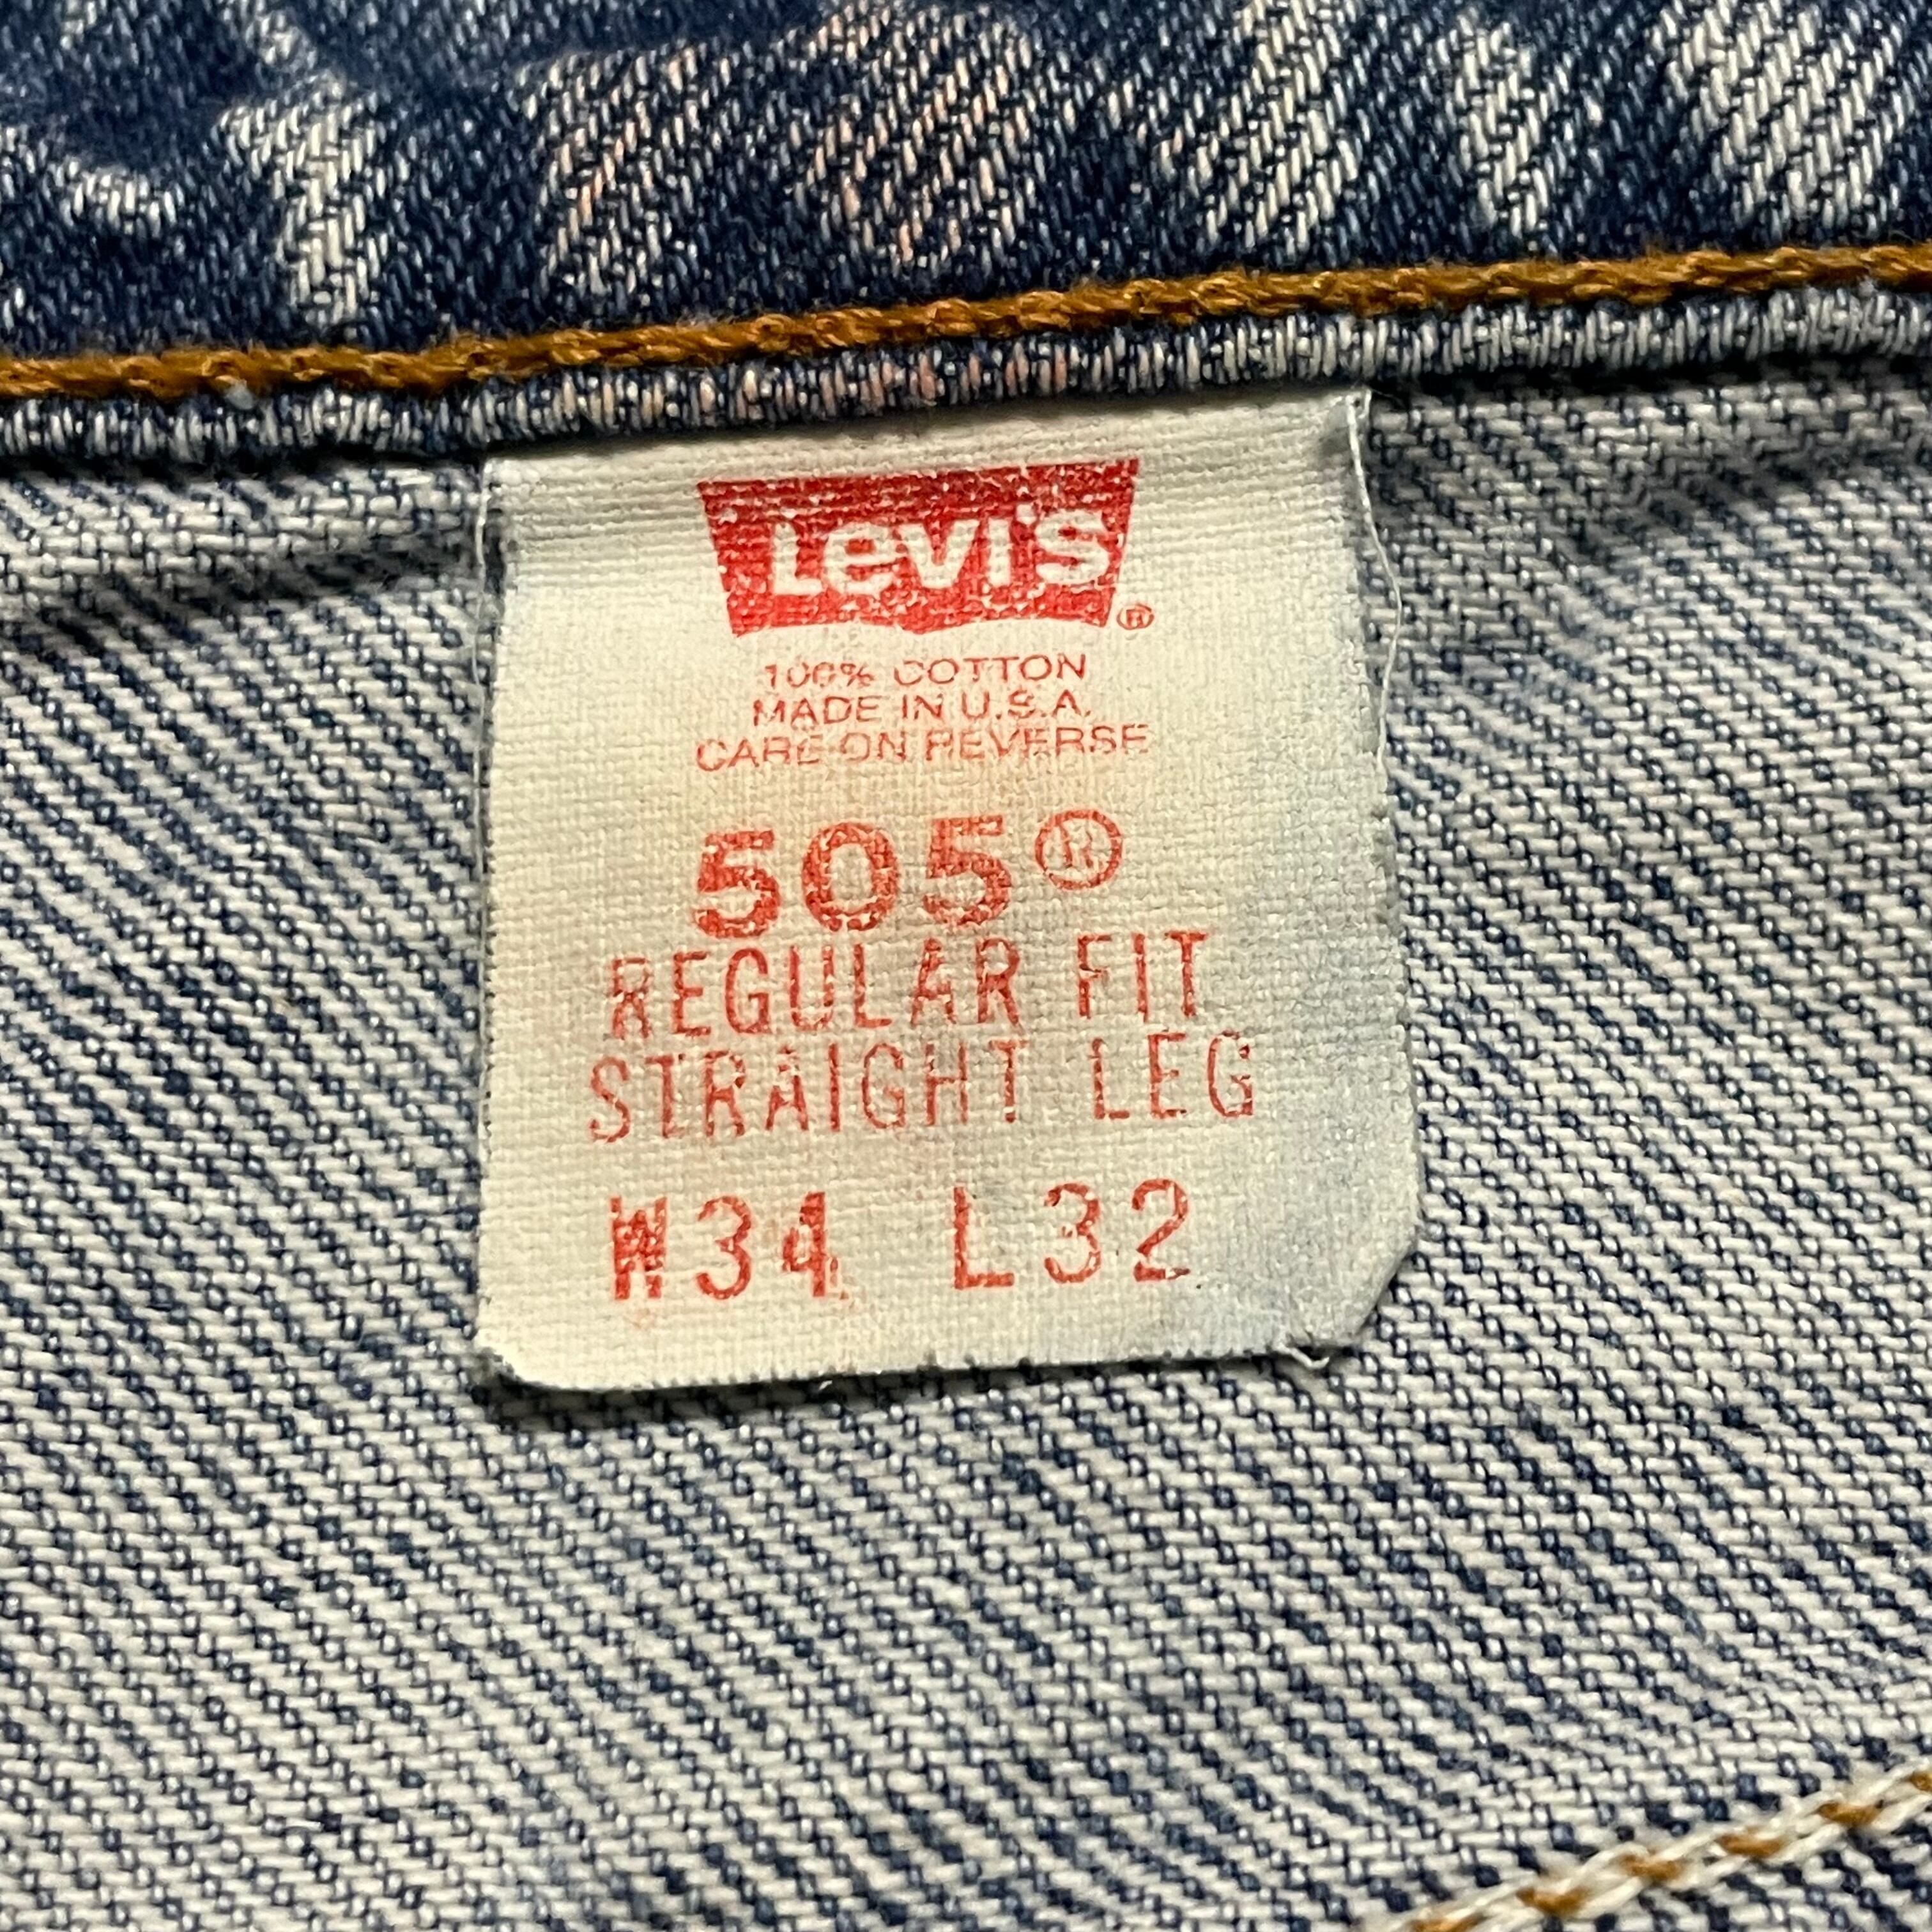 Levi's®
100% COTTON
MADE IN U.S.A.
CARE ON REVERSE
505®
REGULAR FIT
STRAIGHT LEG
W34 L32